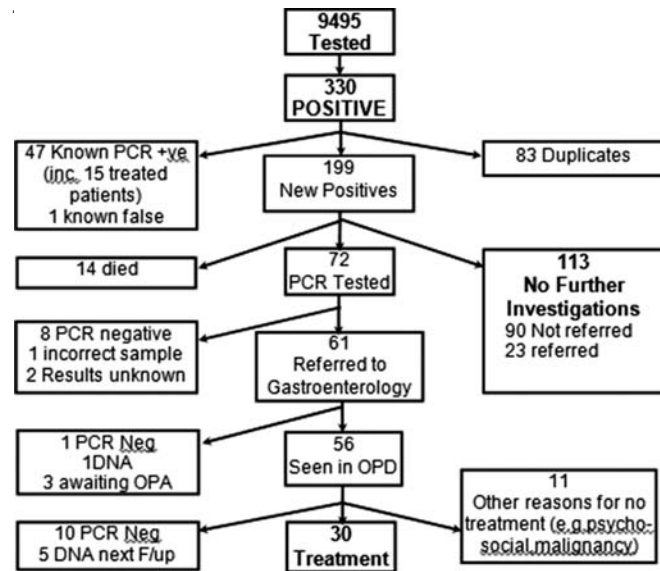 9495
Tested
330
POSITIVE
47 Known PCR +ve
(inc. 15 treated
patients)
1 known false
199
New Positives
83 Duplicates
14 died
72
PCR Tested
113
No Further
Investigations
90 Not referred
23 referred
8 PCR negative
1 incorrect sample
2 Results unknown
61
Referred to
Gastroenterology
1 PCR Neg
1DNA
3 awaiting OPA
56
Seen in OPD
11
Other reasons for no
treatment (e.g.psycho-
social,malignancy)
10 PCR Neg
5 DNA next F/up
30
Treatment